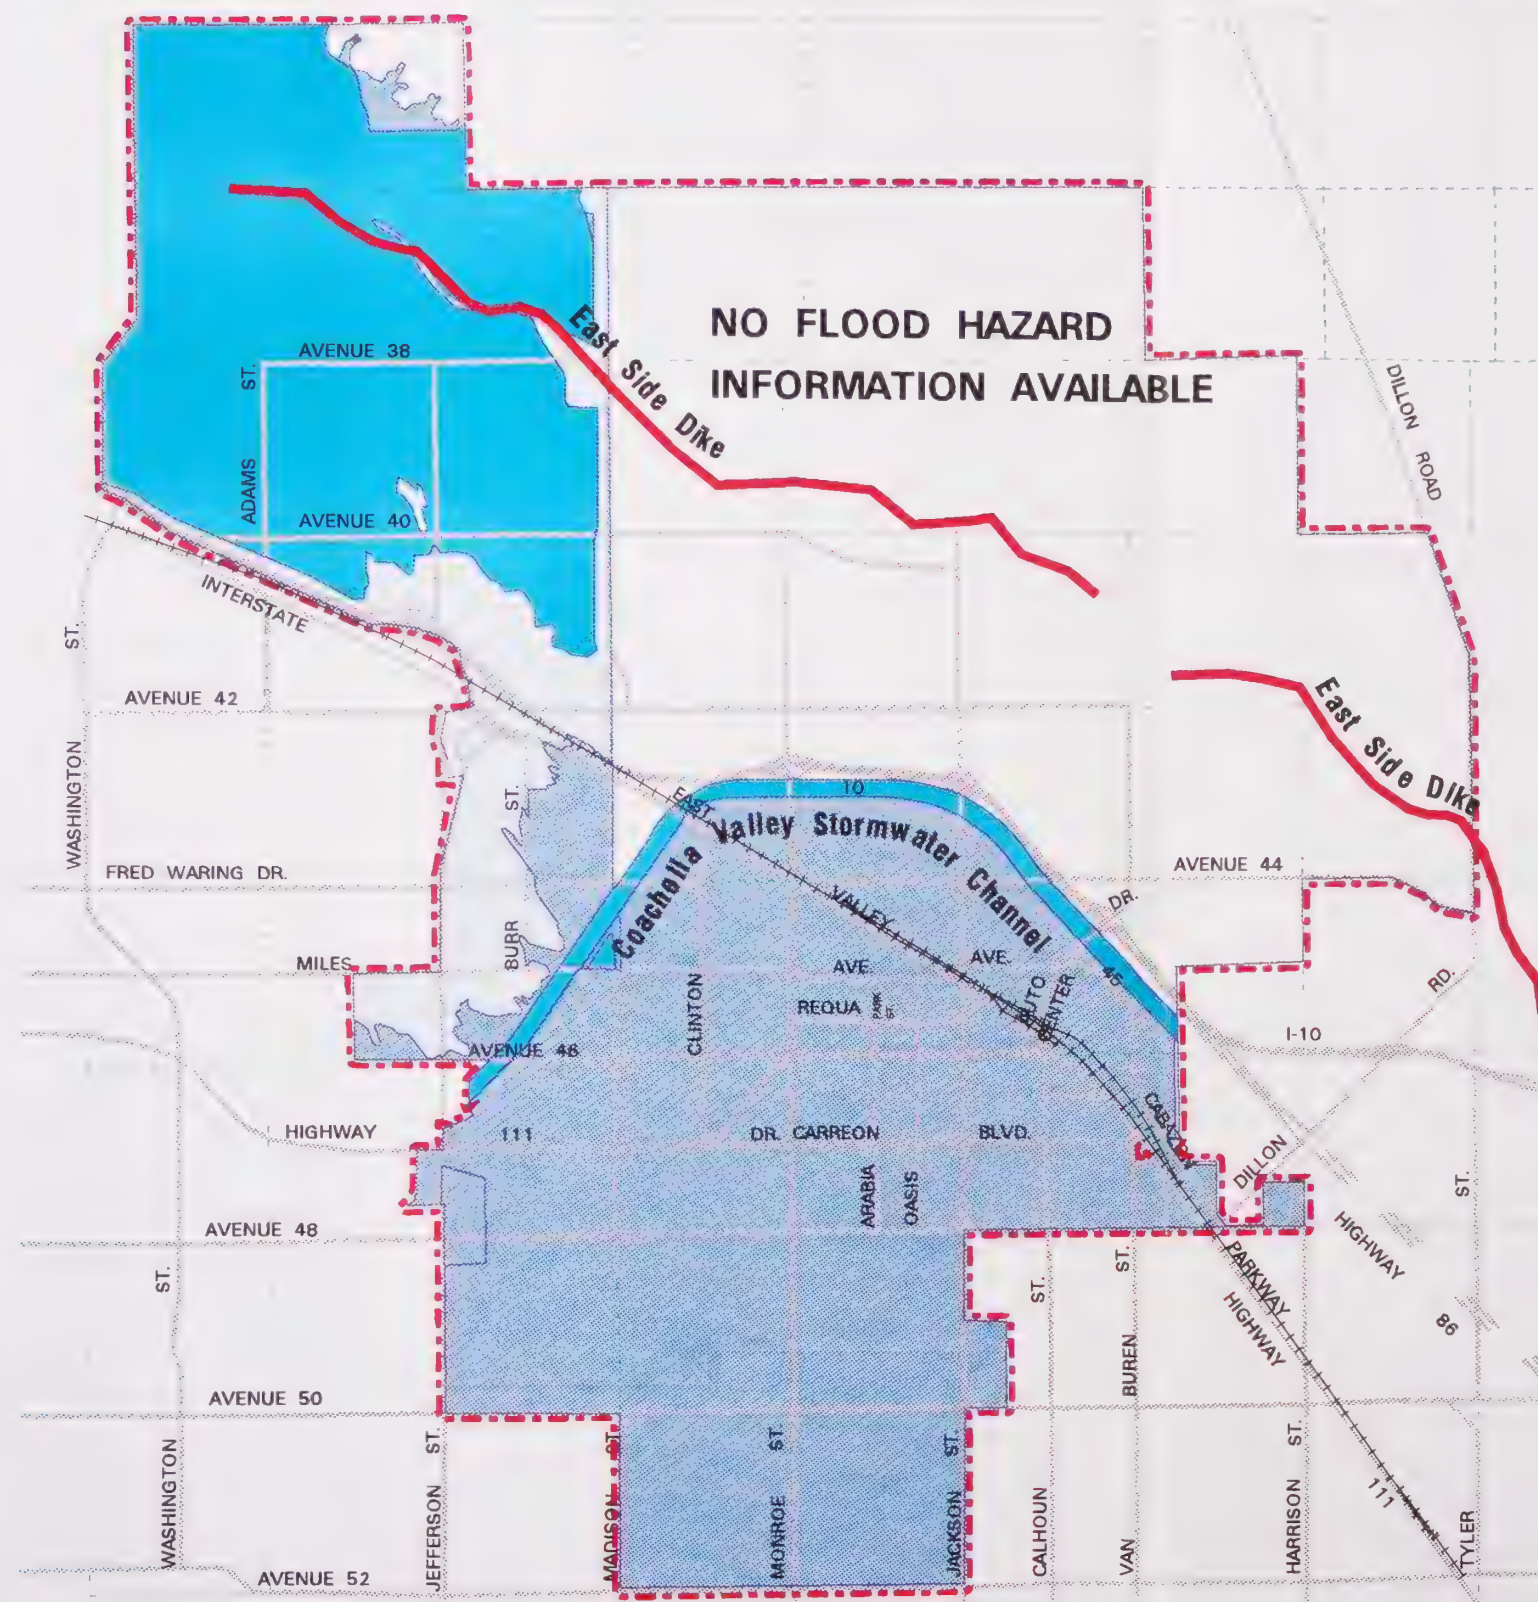 NO FLOOD HAZARD
INFORMATION AVAILABLE
East Side Dike
AVENUE 38
ADAMS ST.
AVENUE 40
DILLON ROAD
INTERSTATE
WASHINGTON ST.
AVENUE 42
East Side Dike
EAST
10
Coachella Valley Stormwater Channel
VALLEY
FRED WARING DR.
BURR ST.
AVENUE 44
DR.
MILES
AVE.
AVE.
45
CLINTON
REQUA
PARK ST.
AUTO CENTER
RD.
I-10
AVENUE 46
CABAZON
HIGHWAY
111
DR. CARREON
BLVD.
ARABIA
OASIS
DILLON
ST.
AVENUE 48
ST.
ST.
ST.
PARKWAY
HIGHWAY
HIGHWAY
86
AVENUE 50
WASHINGTON
JEFFERSON ST.
MADISON ST.
MONROE ST.
JACKSON ST.
CALHOUN
VAN BUREN
HARRISON ST.
111
TYLER
AVENUE 52